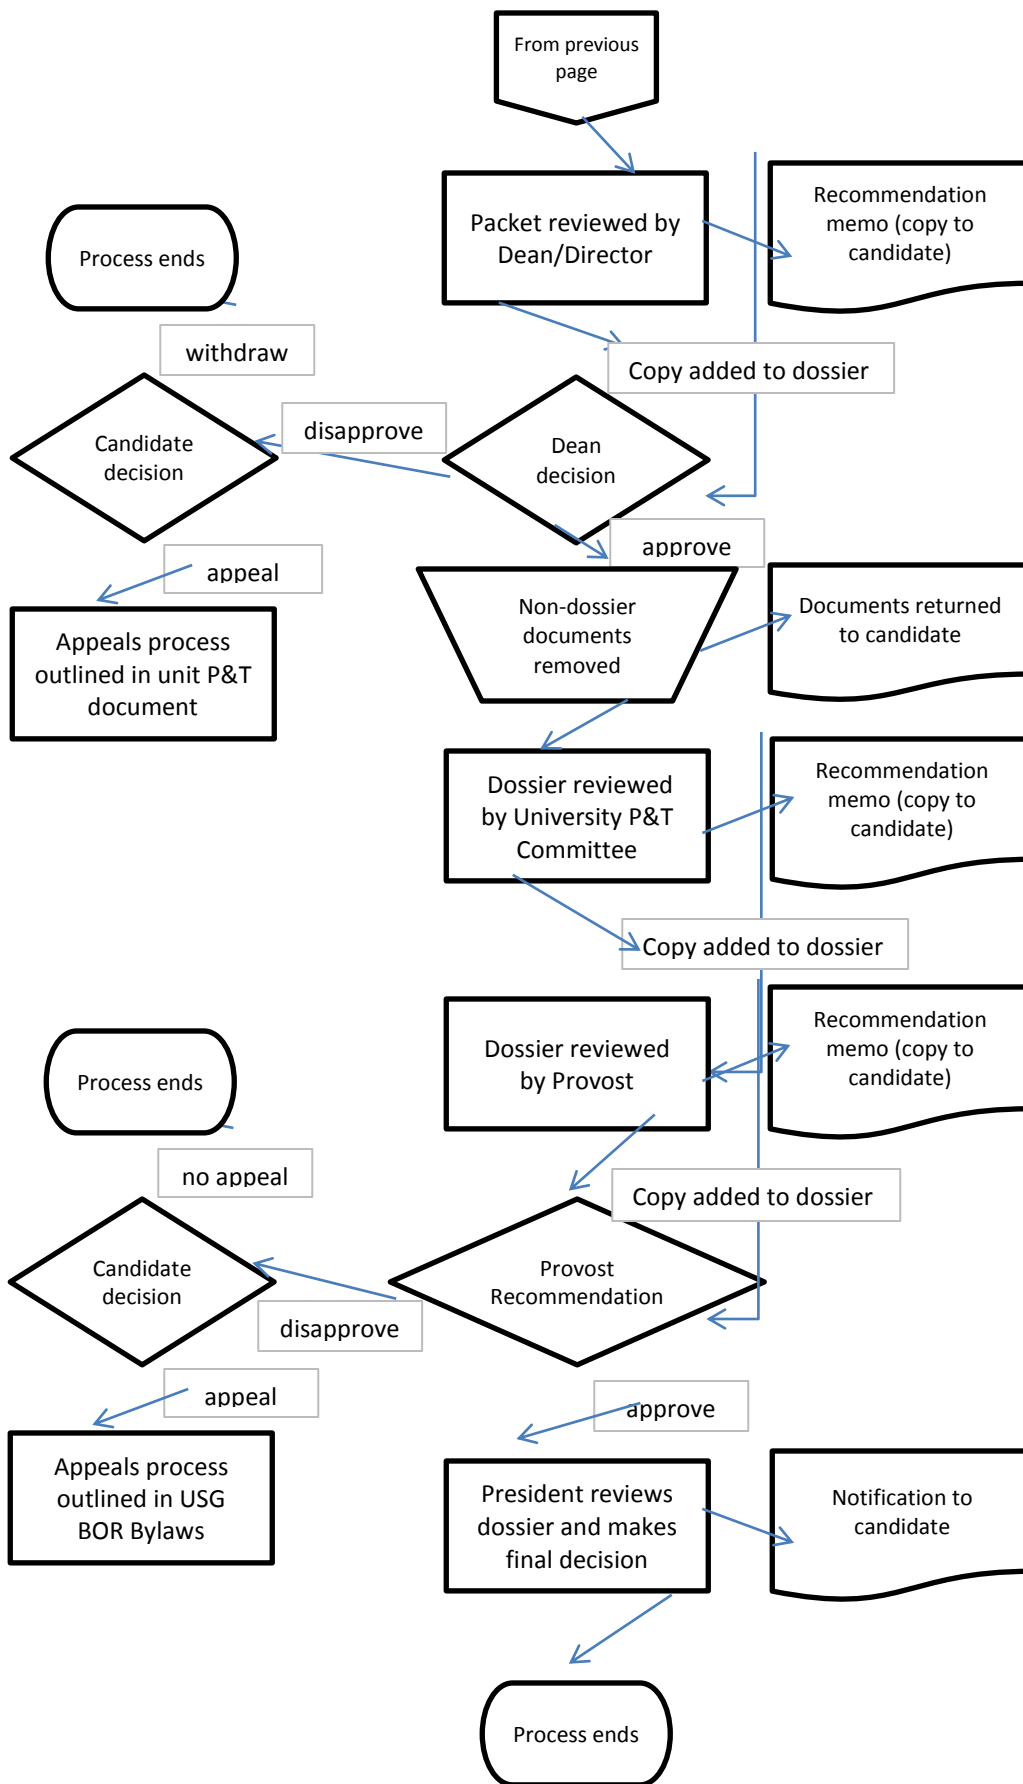 From previous
page
Packet reviewed by
Dean/Director
Recommendation
memo (copy to
candidate)
Process ends
withdraw
Copy added to dossier
Candidate
decision
disapprove
Dean
decision
approve
appeal
Appeals process
outlined in unit P&T
document
Non-dossier
documents
removed
Documents returned
to candidate
Dossier reviewed
by University P&T
Committee
Recommendation
memo (copy to
candidate)
Copy added to dossier
Dossier reviewed
by Provost
Recommendation
memo (copy to
candidate)
Process ends
no appeal
Copy added to dossier
Candidate
decision
disapprove
Provost
Recommendation
appeal
approve
Appeals process
outlined in USG
BOR Bylaws
President reviews
dossier and makes
final decision
Notification to
candidate
Process ends